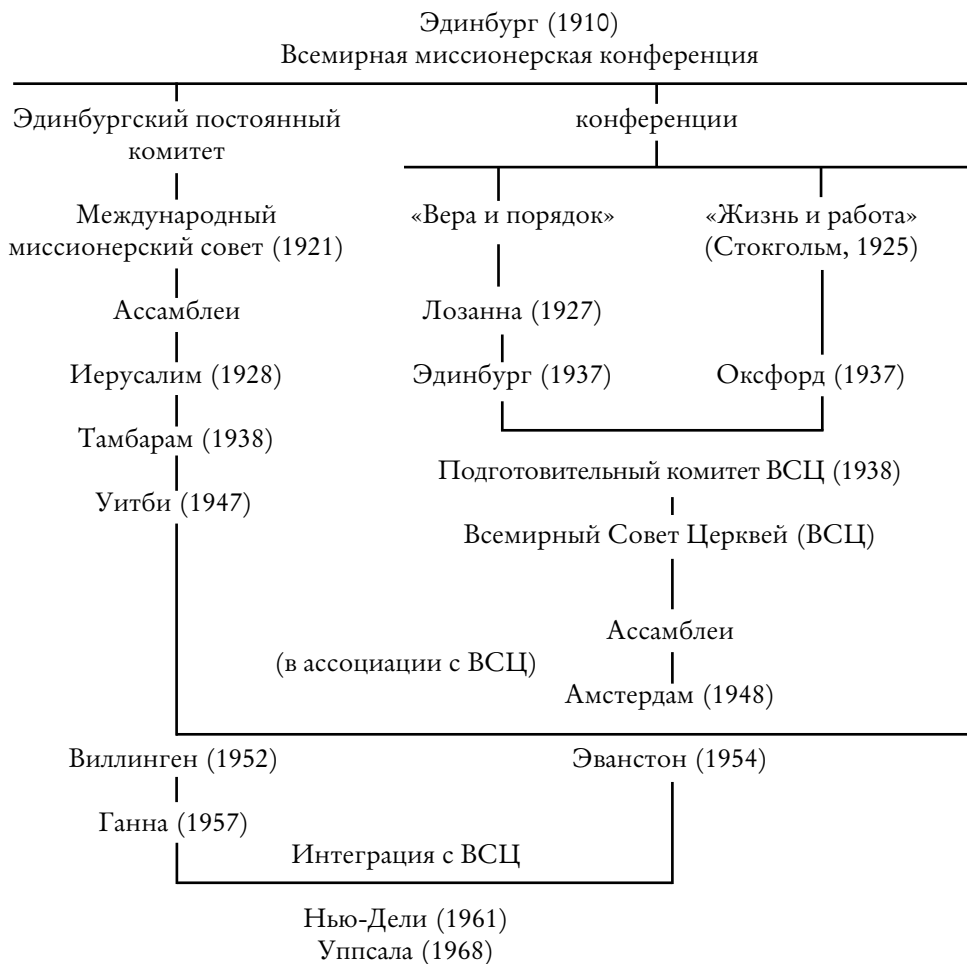 Эдинбург (1910)
Всемирная миссионерская конференция
Эдинбургский постоянный
комитет
конференции
Международный
миссионерский совет (1921)
«Вера и порядок»
«Жизнь и работа»
(Стокгольм, 1925)
Ассамблеи
Лозанна (1927)
Иерусалим (1928)
Эдинбург (1937)
Оксфорд (1937)
Тамбарам (1938)
Подготовительный комитет ВСЦ (1938)
Уитби (1947)
Всемирный Совет Церквей (ВСЦ)
Ассамблеи
(в ассоциации с ВСЦ)
Амстердам (1948)
Виллинген (1952)
Эванстон (1954)
Ганна (1957)
Интеграция с ВСЦ
Нью-Дели (1961)
Уппсала (1968)